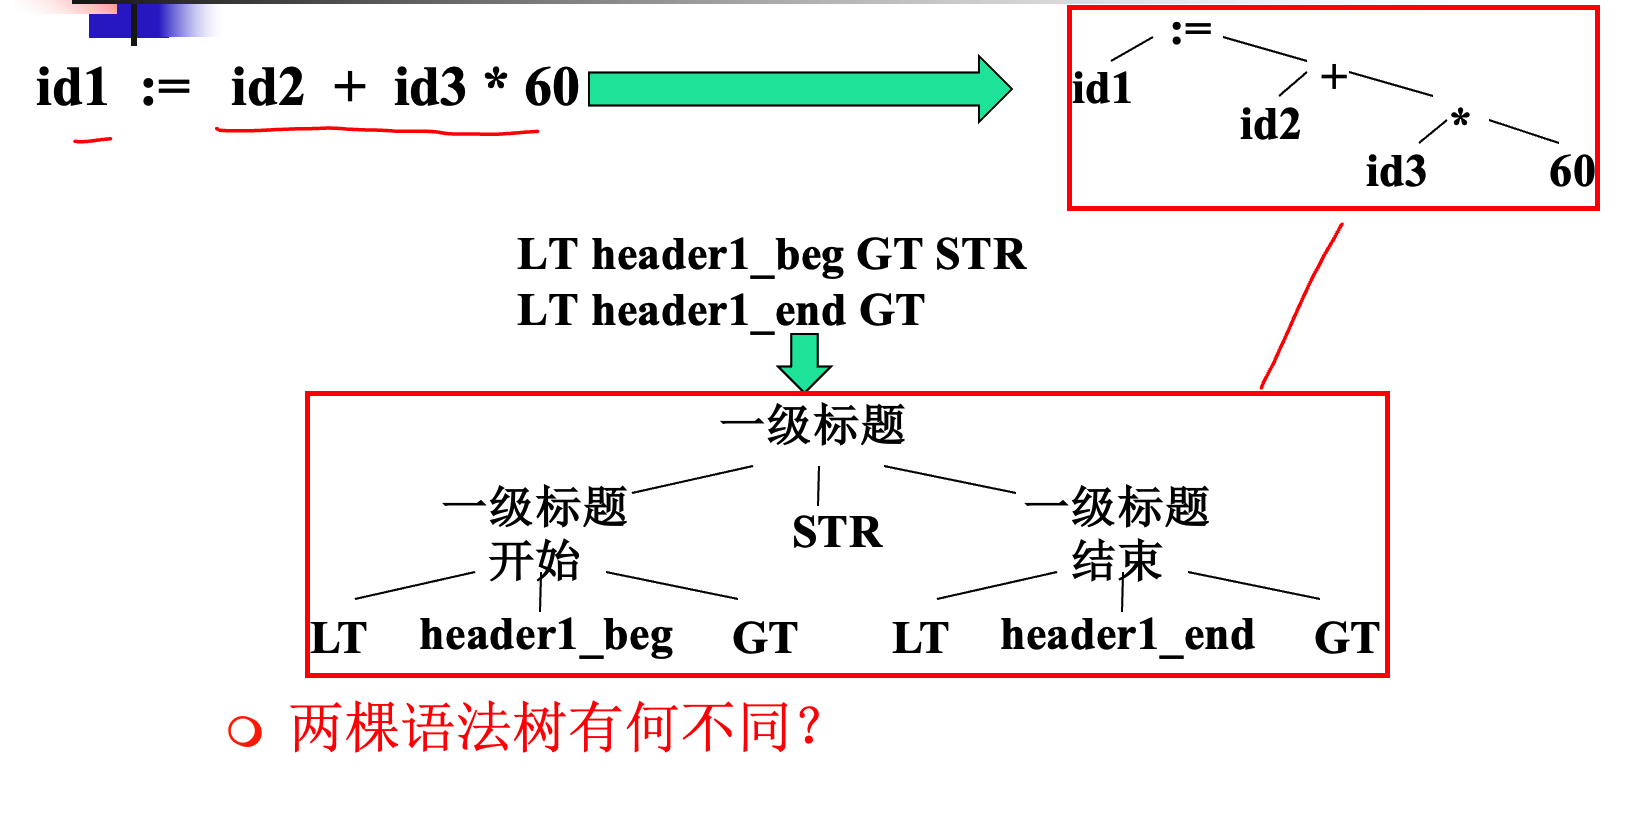 id1 := id2 + id3 * 60
:=
id1
+
id2
*
id3
60
LT header1_beg GT STR
LT header1_end GT
一级标题
一级标题
开始
STR
一级标题
结束
LT header1_beg GT LT header1_end GT
两棵语法树有何不同？